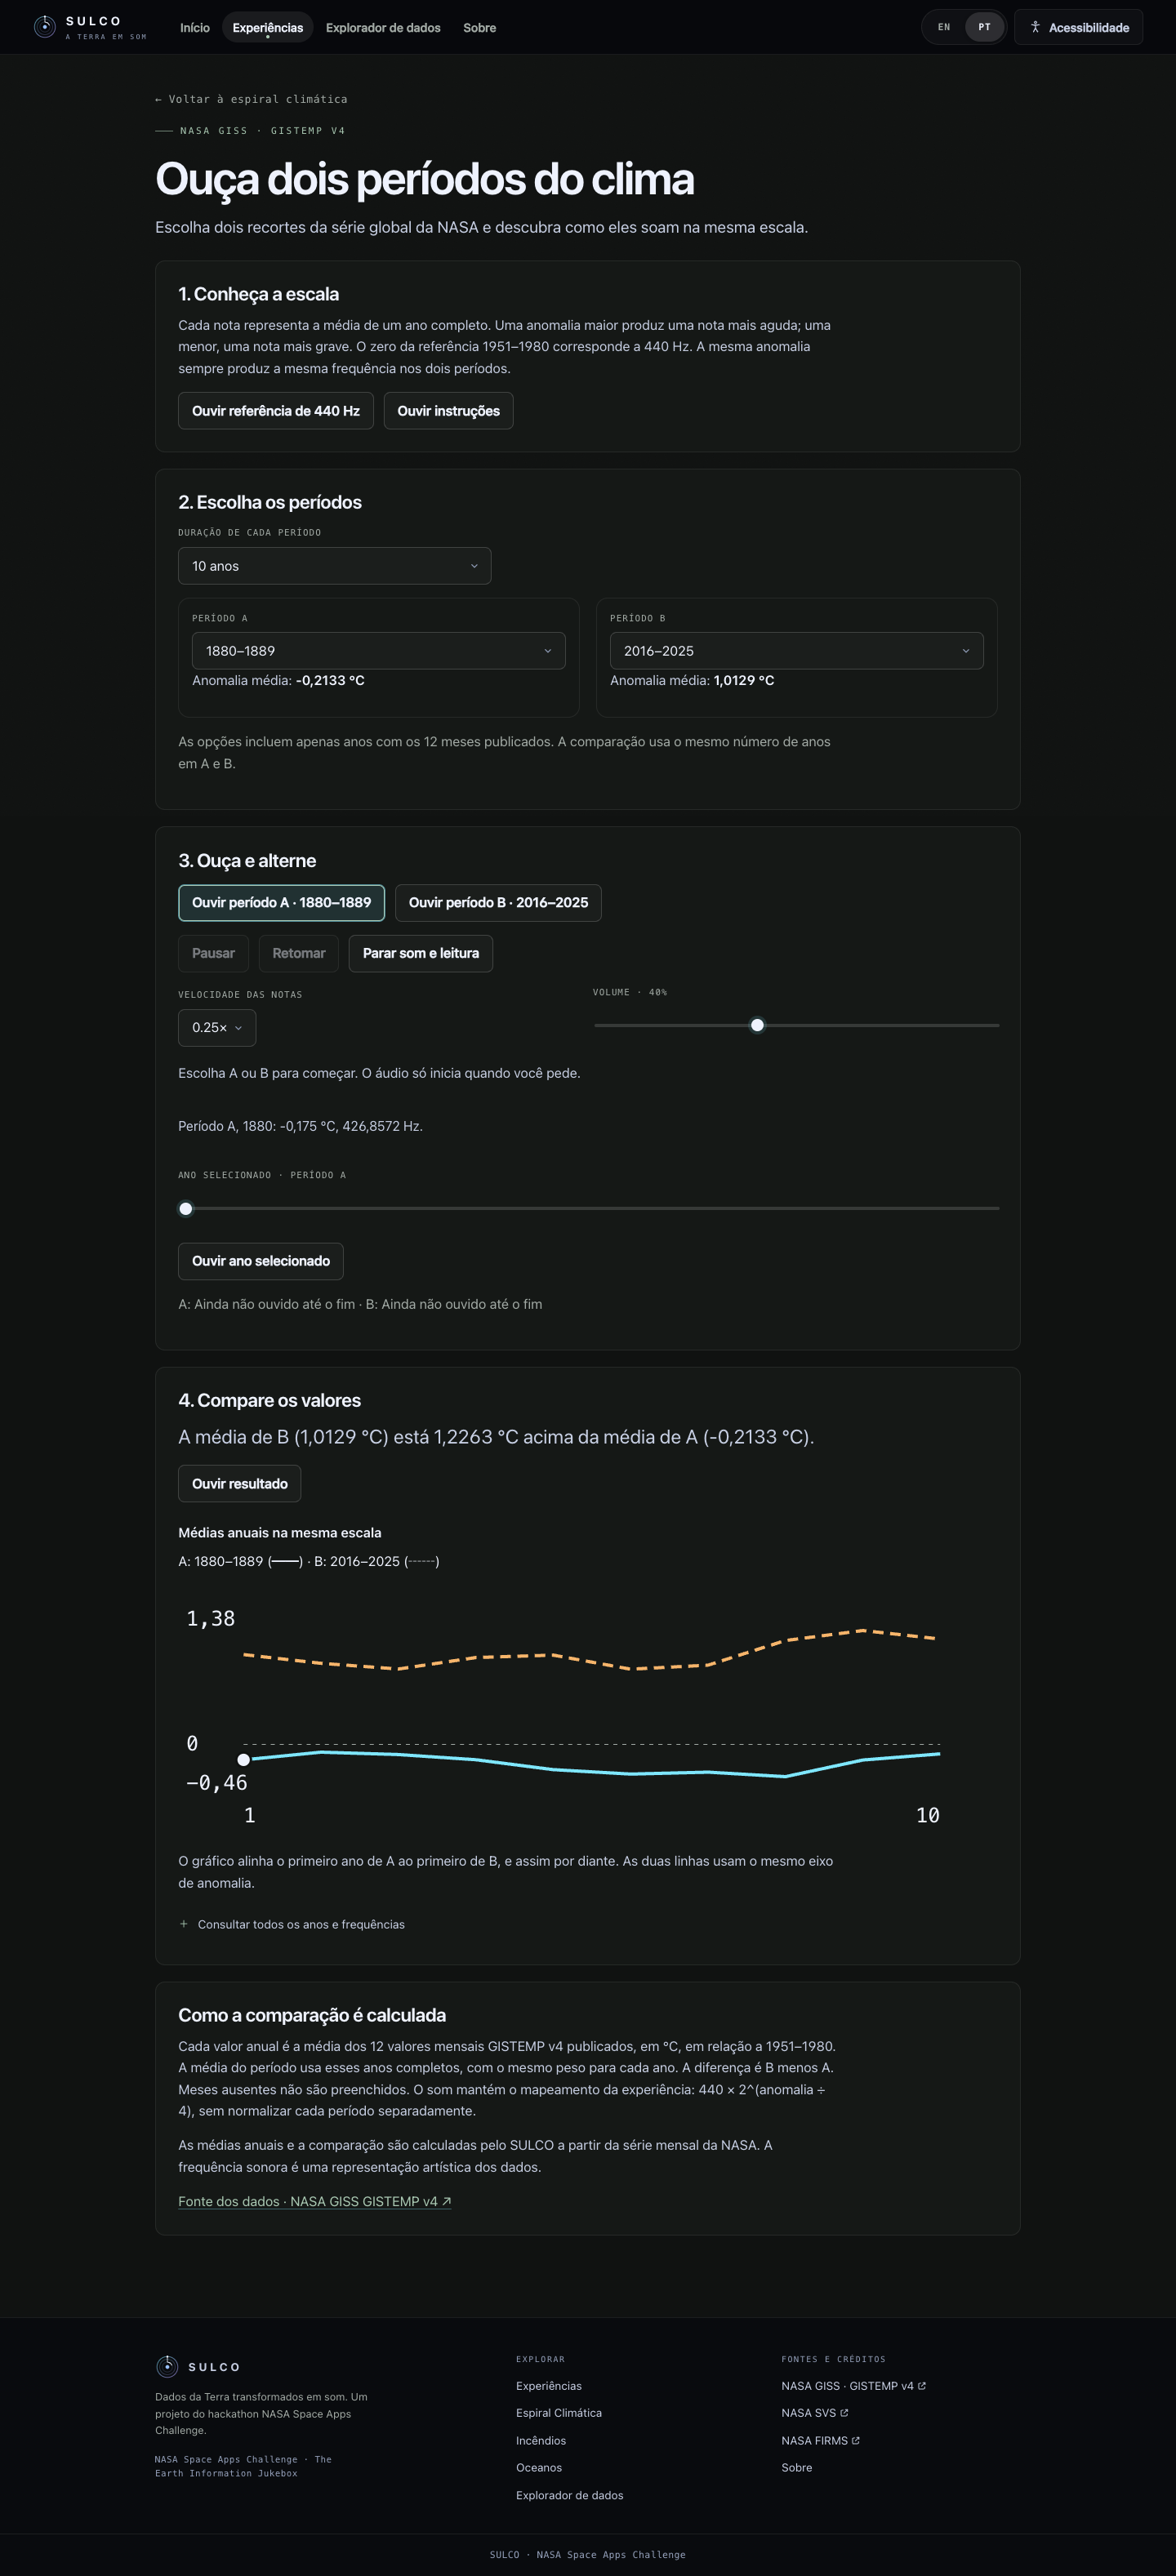 SULCO
A TERRA EM SOM
Início
Experiências
Explorador de dados
Sobre
EN
PT
Acessibilidade
← Voltar à espiral climática
NASA GISS · GISTEMP V4
Ouça dois períodos do clima
Escolha dois recortes da série global da NASA e descubra como eles soam na mesma escala.
1. Conheça a escala
Cada nota representa a média de um ano completo. Uma anomalia maior produz uma nota mais aguda; uma
menor, uma nota mais grave. O zero da referência 1951–1980 corresponde a 440 Hz. A mesma anomalia
sempre produz a mesma frequência nos dois períodos.
Ouvir referência de 440 Hz
Ouvir instruções
2. Escolha os períodos
DURAÇÃO DE CADA PERÍODO
10 anos
PERÍODO A
1880–1889
Anomalia média: -0,2133 °C
PERÍODO B
2016–2025
Anomalia média: 1,0129 °C
As opções incluem apenas anos com os 12 meses publicados. A comparação usa o mesmo número de anos
em A e B.
3. Ouça e alterne
Ouvir período A · 1880–1889
Ouvir período B · 2016–2025
Pausar
Retomar
Parar som e leitura
VELOCIDADE DAS NOTAS
0.25×
VOLUME · 40%
Escolha A ou B para começar. O áudio só inicia quando você pede.
Período A, 1880: -0,175 °C, 426,8572 Hz.
ANO SELECIONADO · PERÍODO A
Ouvir ano selecionado
A: Ainda não ouvido até o fim · B: Ainda não ouvido até o fim
4. Compare os valores
A média de B (1,0129 °C) está 1,2263 °C acima da média de A (-0,2133 °C).
Ouvir resultado
Médias anuais na mesma escala
A: 1880–1889 (——) · B: 2016–2025 (------)
1,38
0
−0,46
1
10
O gráfico alinha o primeiro ano de A ao primeiro de B, e assim por diante. As duas linhas usam o mesmo eixo
de anomalia.
+ Consultar todos os anos e frequências
Como a comparação é calculada
Cada valor anual é a média dos 12 valores mensais GISTEMP v4 publicados, em °C, em relação a 1951–1980.
A média do período usa esses anos completos, com o mesmo peso para cada ano. A diferença é B menos A.
Meses ausentes não são preenchidos. O som mantém o mapeamento da experiência: 440 × 2^(anomalia ÷
4), sem normalizar cada período separadamente.
As médias anuais e a comparação são calculadas pelo SULCO a partir da série mensal da NASA. A
frequência sonora é uma representação artística dos dados.
Fonte dos dados · NASA GISS GISTEMP v4 ↗
SULCO
Dados da Terra transformados em som. Um
projeto do hackathon NASA Space Apps
Challenge.
NASA Space Apps Challenge · The
Earth Information Jukebox
EXPLORAR
Experiências
Espiral Climática
Incêndios
Oceanos
Explorador de dados
FONTES E CRÉDITOS
NASA GISS · GISTEMP v4
NASA SVS
NASA FIRMS
Sobre
SULCO · NASA Space Apps Challenge